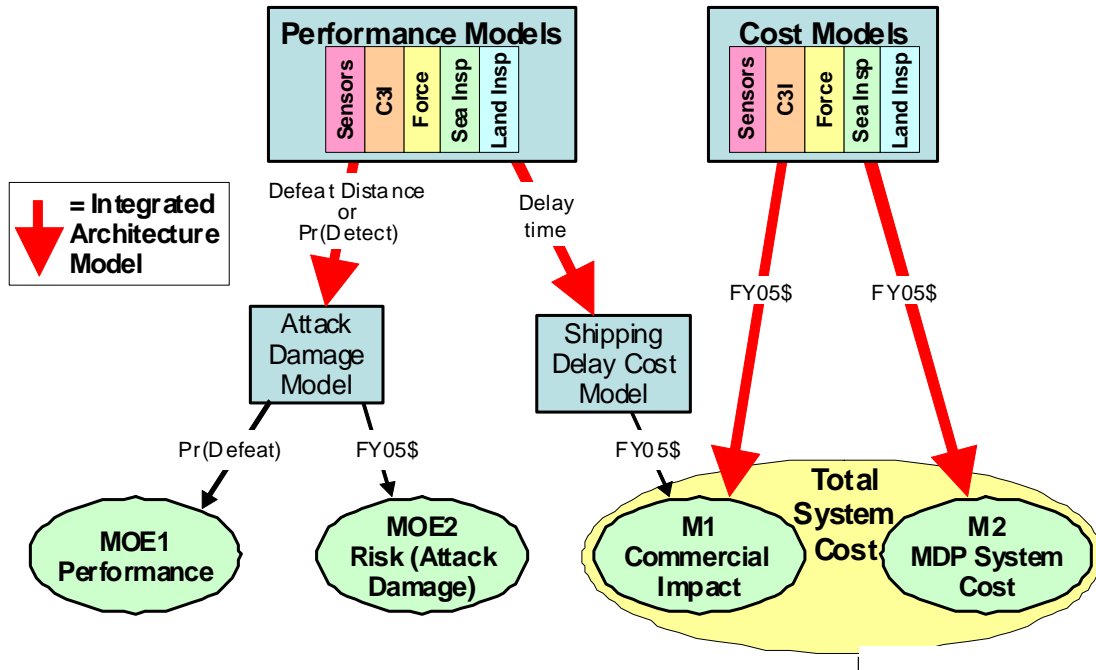 Performance Models
Sensors
C3I
Force
Sea Insp
Land Insp
Cost Models
Sensors
C3I
Force
Sea Insp
Land Insp
= Integrated
Architecture
Model
Defeat Distance
or
Pr(Detect)
Delay
time
FY05$
FY05$
Attack
Damage
Model
Shipping
Delay Cost
Model
Pr(Defeat)
FY05$
FY05$
Total
System
Cost
MOE1
Performance
MOE2
Risk (Attack
Damage)
M1
Commercial
Impact
M2
MDP System
Cost